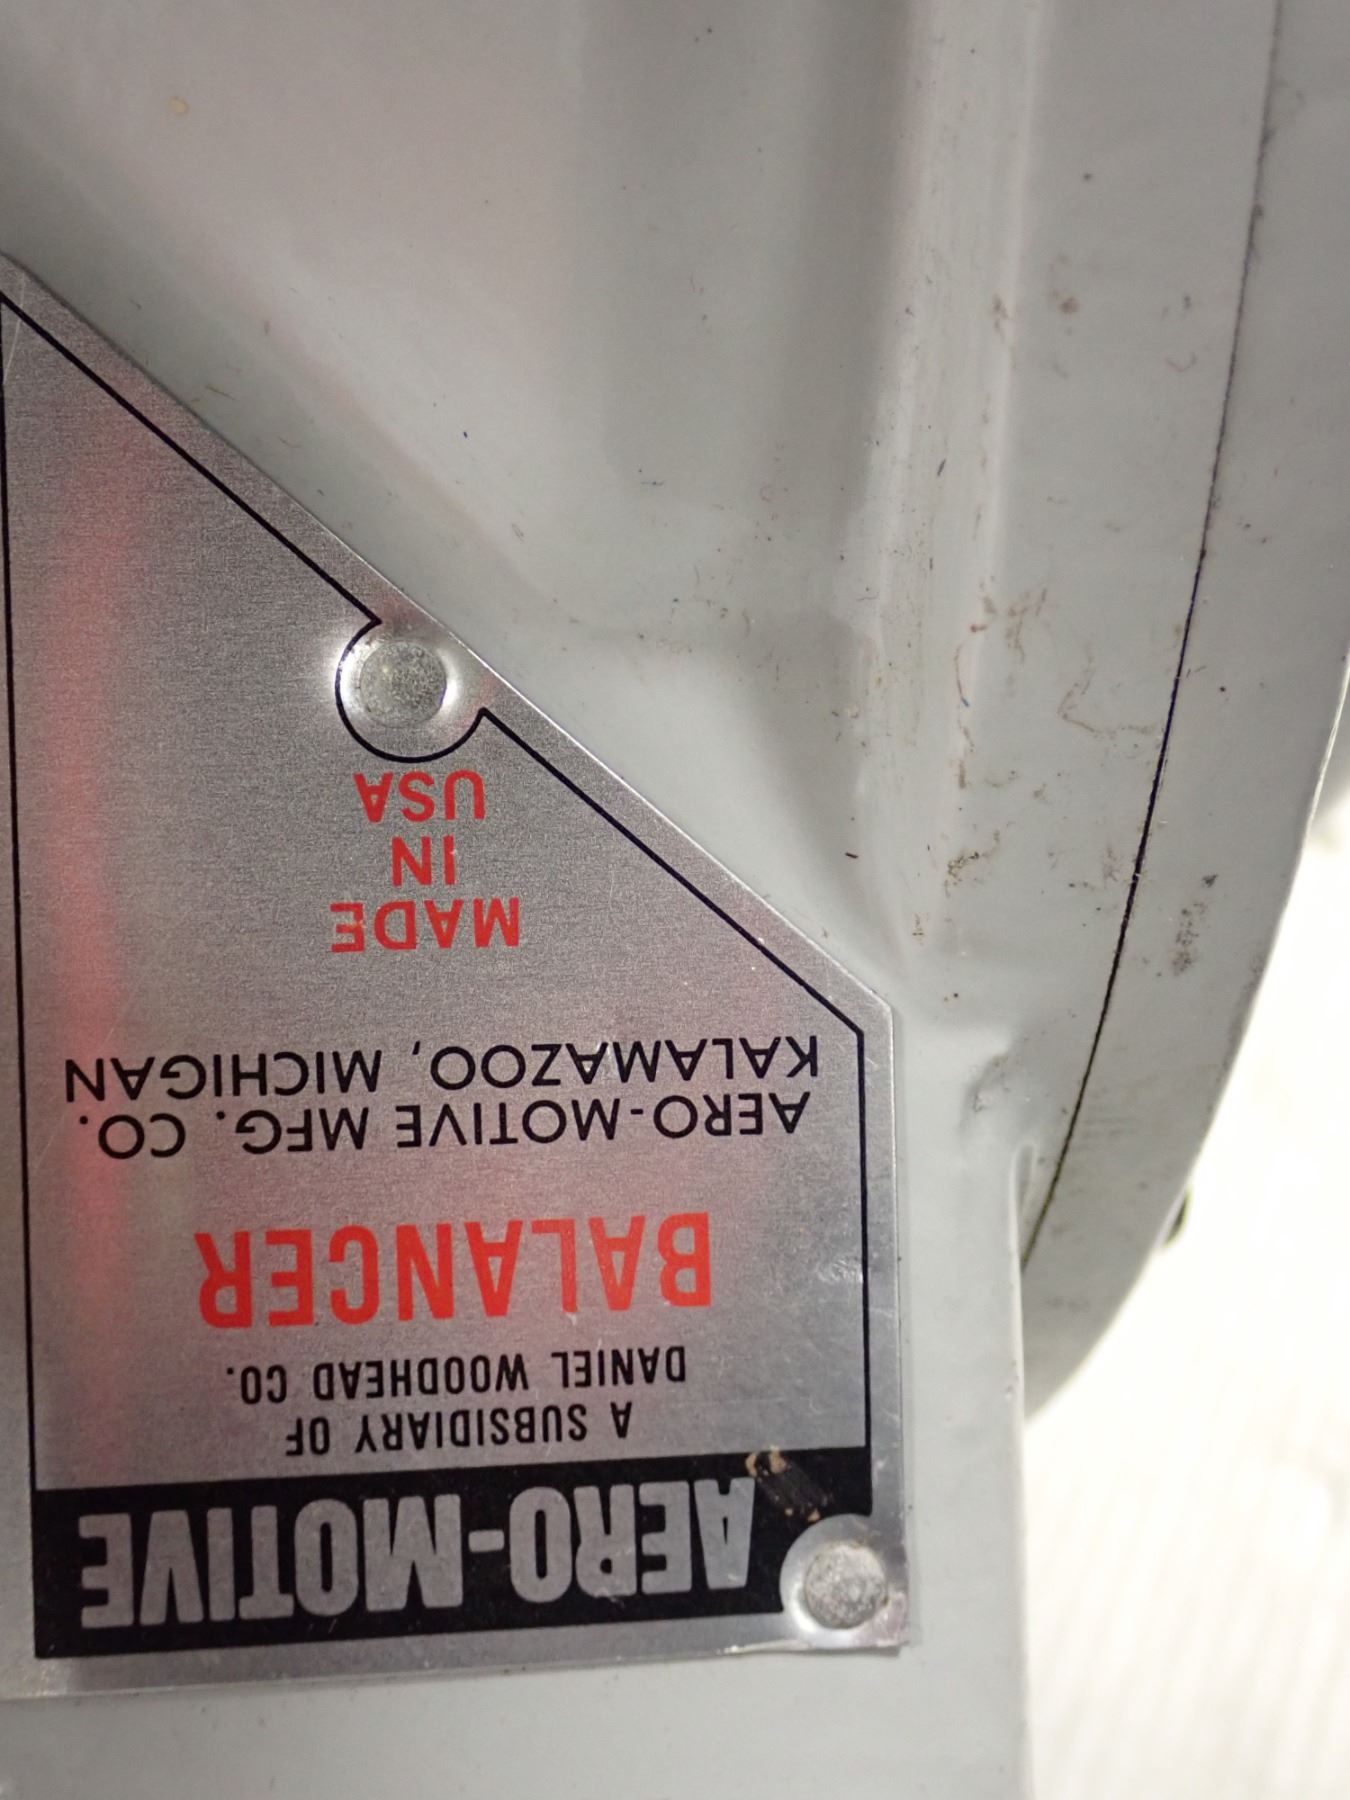 AERO-MOTIVE
A SUBSIDIARY OF
DANIEL WOODHEAD CO.
BALANCER
AERO-MOTIVE MFG. CO.
KALAMAZOO, MICHIGAN
MADE
IN
USA